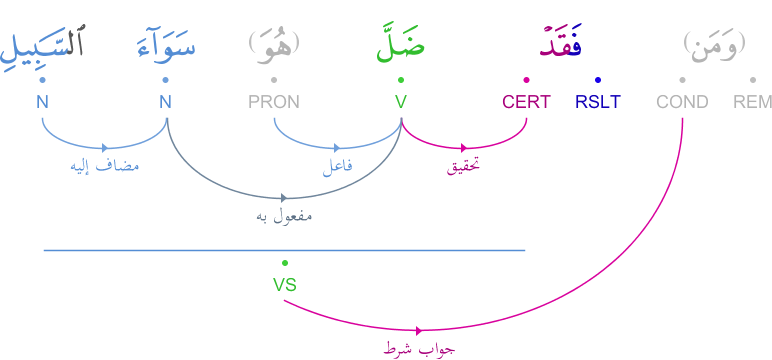 (وَمَن) فَقَدْ ضَلَّ (هُوَ) سَوَآءَ ٱلسَّبِيلِ
REM COND RSLT CERT V PRON N N
تحقيق فاعل مضاف إليه
مفعول به
VS
جواب شرط